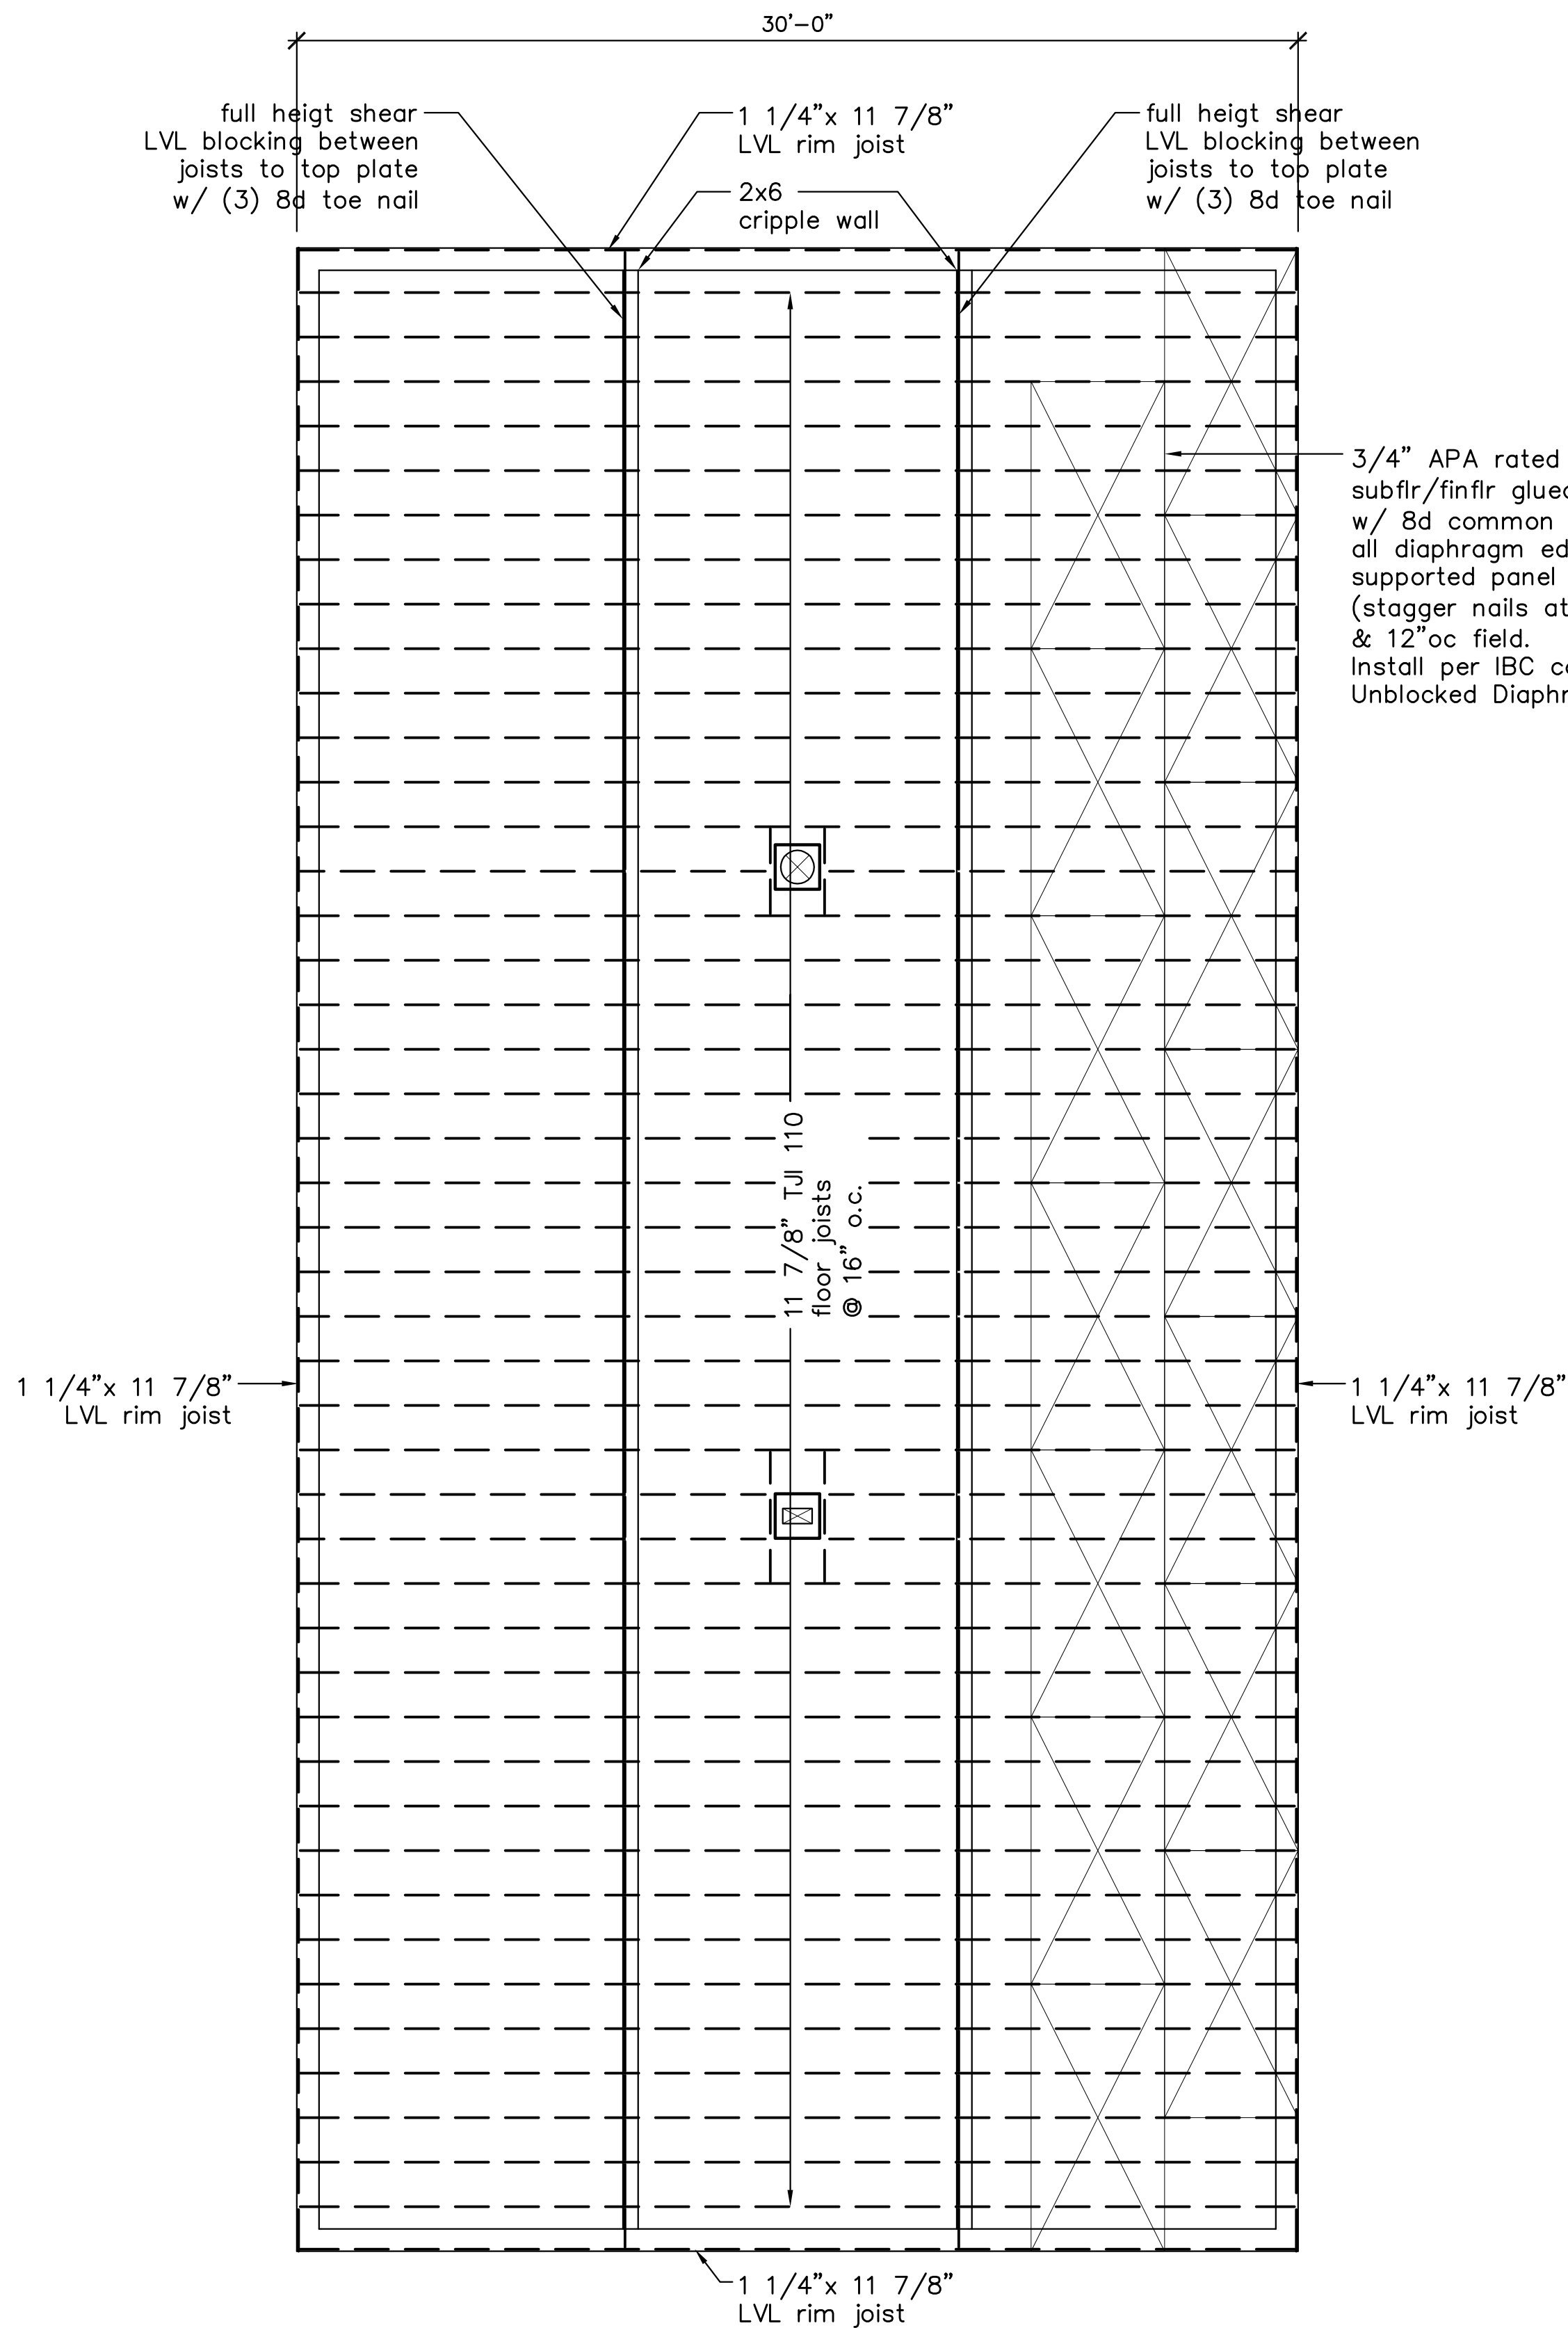 30'-0"
full heigt shear
LVL blocking between
joists to top plate
w/ (3) 8d toe nail
1 1/4"x 11 7/8"
LVL rim joist
2x6
cripple wall
full heigt shear
LVL blocking between
joists to top plate
w/ (3) 8d toe nail
3/4" APA rated
subflr/finflr
w/ 8d common
all diaphragm
supported panel
(stagger nails at
& 12"oc field.
Install per IBC
Unblocked
11 7/8" TJI 110
floor joists
@ 16" o.c.
1 1/4"x 11 7/8"
LVL rim joist
1 1/4"x 11 7/8"
LVL rim joist
1 1/4"x 11 7/8"
LVL rim joist